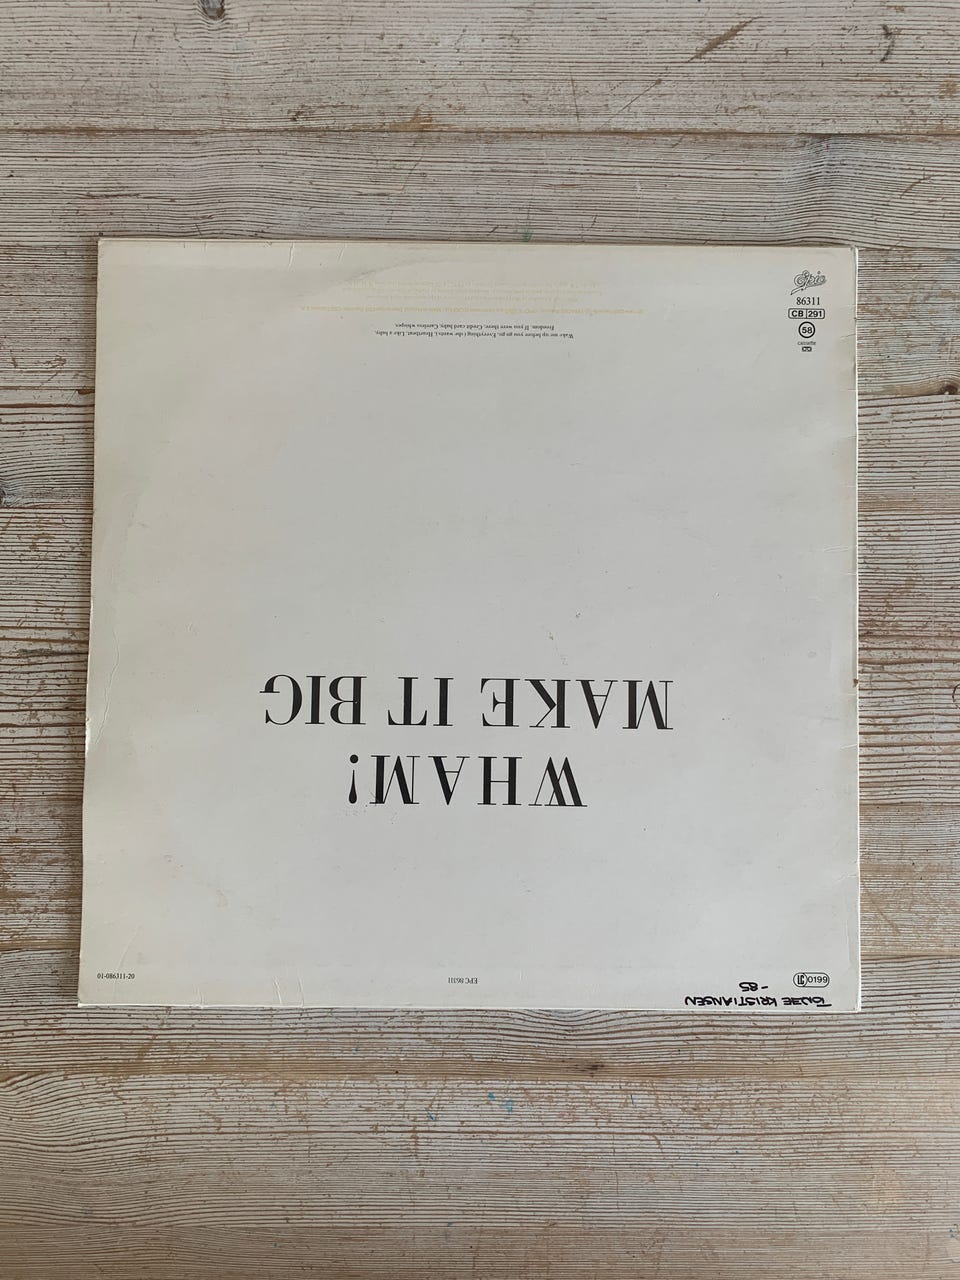 Epic
86311
CB 291
58
cassette
WHAM!
MAKE IT BIG
Wake me up before you go go, Everything she wants, Heartbeat, Like a baby,
Freedom, If you were there, Credit card baby, Careless whisper.
01-086311-20
EPC 86311
LC 0199
KRISTIANSEN
-85